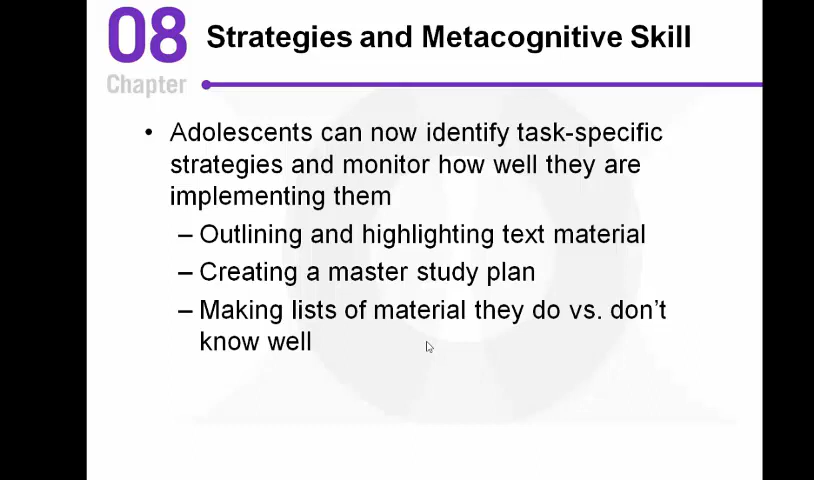 08
Chapter
Strategies and Metacognitive Skill
• Adolescents can now identify task-specific
strategies and monitor how well they are
implementing them
– Outlining and highlighting text material
– Creating a master study plan
– Making lists of material they do vs. don’t
know well